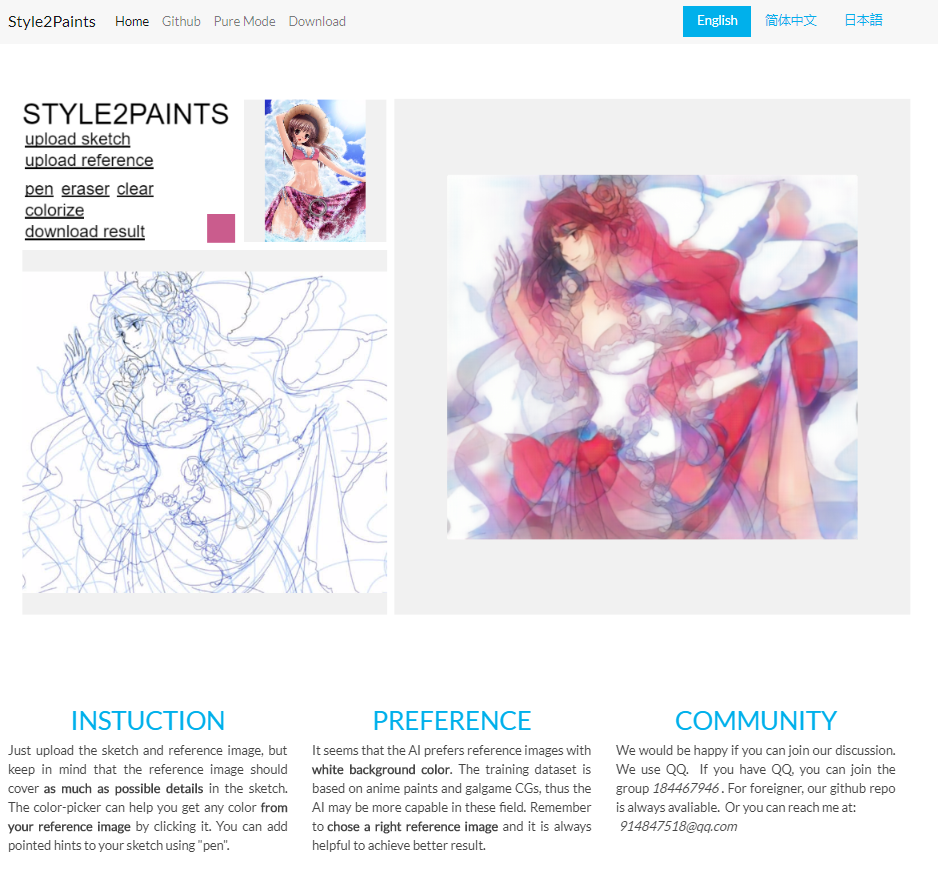 Style2Paints Home Github Pure Mode Download English 简体中文 日本語
STYLE2PAINTS
upload sketch
upload reference
pen eraser clear
colorize
download result
INSTUCTION
Just upload the sketch and reference image, but
keep in mind that the reference image should
cover as much as possible details in the sketch.
The color-picker can help you get any color from
your reference image by clicking it. You can add
pointed hints to your sketch using "pen".
PREFERENCE
It seems that the AI prefers reference images with
white background color. The training dataset is
based on anime paints and galgame CGs, thus the
AI may be more capable in these field. Remember
to chose a right reference image and it is always
helpful to achieve better result.
COMMUNITY
We would be happy if you can join our discussion.
We use QQ. If you have QQ, you can join the
group 184467946 . For foreigner, our github repo
is always avaliable. Or you can reach me at:
914847518@qq.com